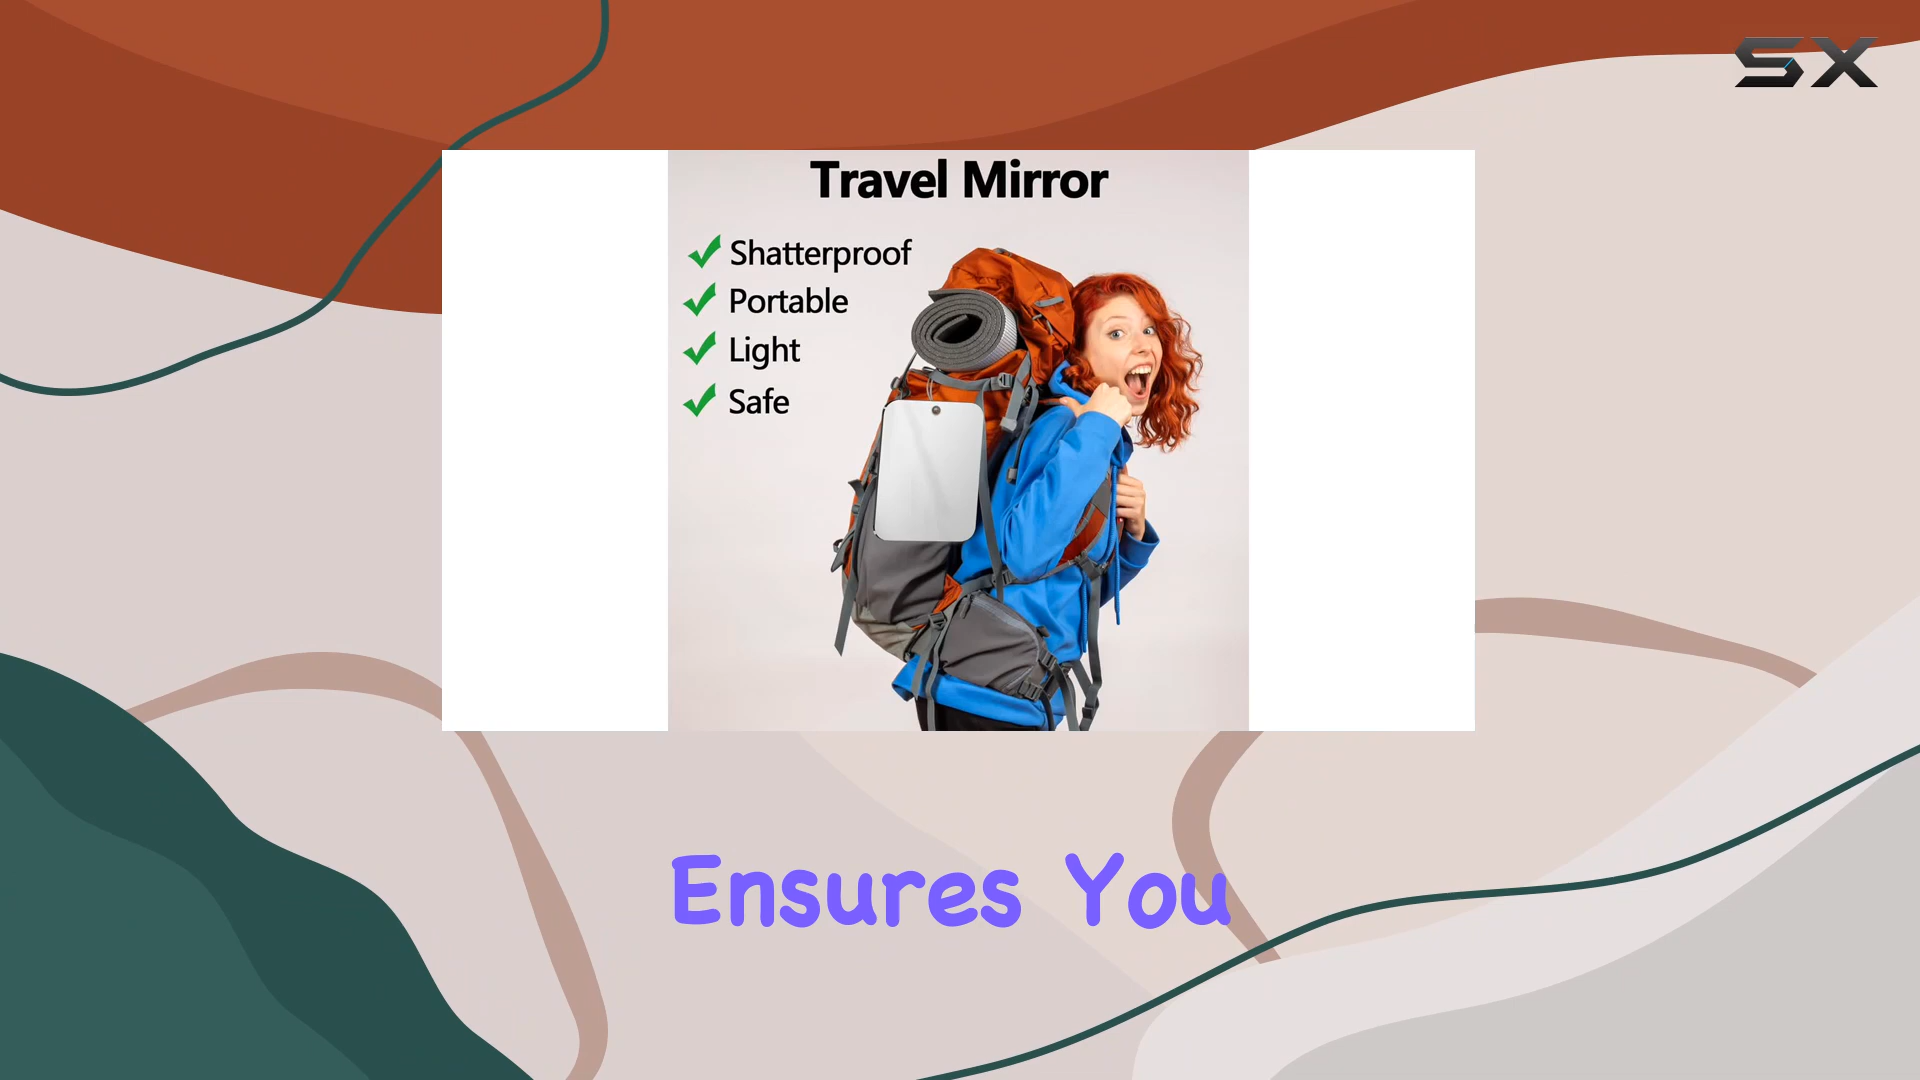 SX
Travel Mirror
Shatterproof
Portable
Light
Safe
Ensures You